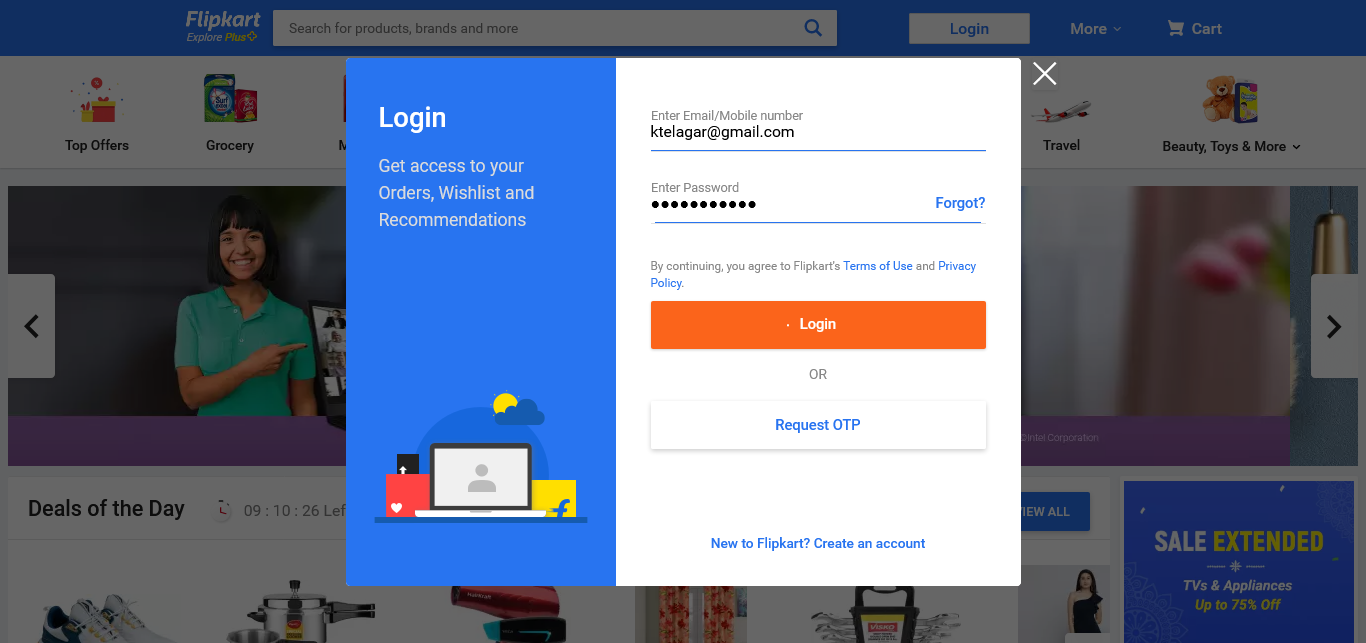 Flipkart
Explore Plus
Search for products, brands and more
Login
More
Cart
Top Offers
Grocery
M
Travel
Beauty, Toys & More
Login
Get access to your
Orders, Wishlist and
Recommendations
Enter Email/Mobile number
ktelagar@gmail.com
Enter Password
•••••••••••
Forgot?
By continuing, you agree to Flipkart's Terms of Use and Privacy
Policy.
Login
OR
Request OTP
New to Flipkart? Create an account
©Intel Corporation
Deals of the Day
09 : 10 : 26 Lef
VIEW ALL
SALE EXTENDED
TVs & Appliances
Up to 75% Off